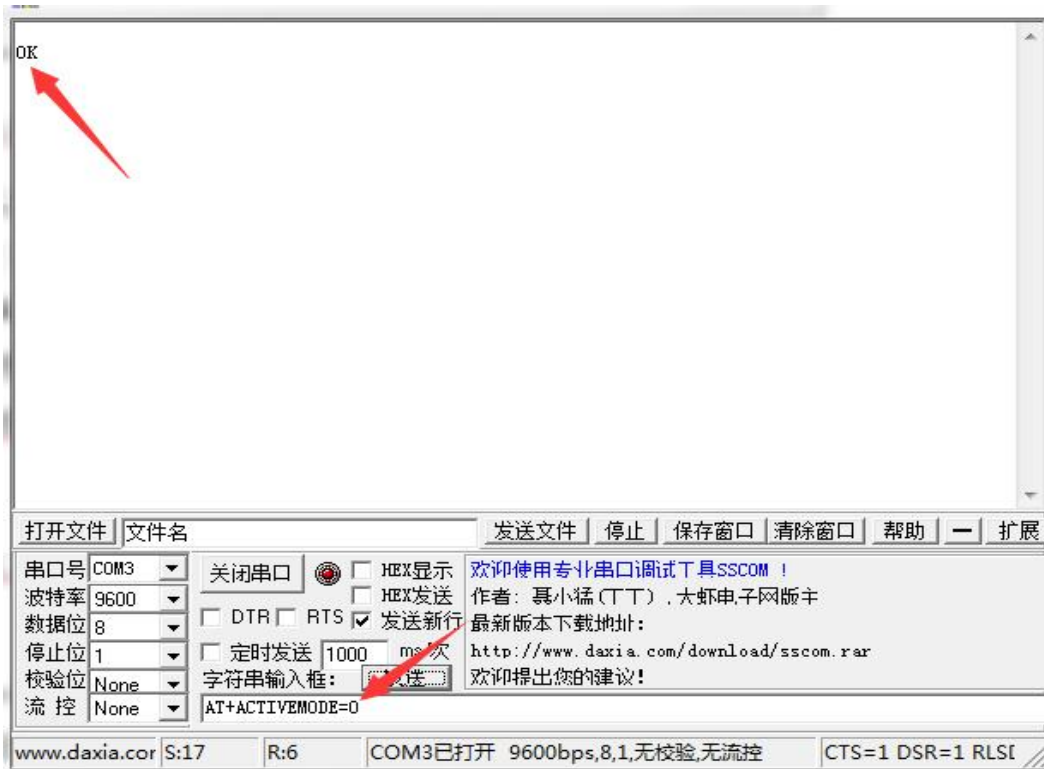 OK
打开文件 文件名 发送文件 停止 保存窗口 清除窗口 帮助 一 扩展
串口号 COM3 关闭串口 HEX显示 欢迎使用专业串口调试工具SSCOM !
波特率 9600 HEX发送 作者: 聂小猛(丁丁),大虾电子网版主
数据位 8 DTR RTS 发送新行 最新版本下载地址:
停止位 1 定时发送 1000 ms/次 http://www.daxia.com/download/sscom.rar
校验位 None 字符串输入框: 发送 欢迎提出您的建议!
流 控 None AT+ACTIVEMODE=0
www.daxia.cor S:17 R:6 COM3已打开 9600bps,8,1,无校验,无流控 CTS=1 DSR=1 RLSI